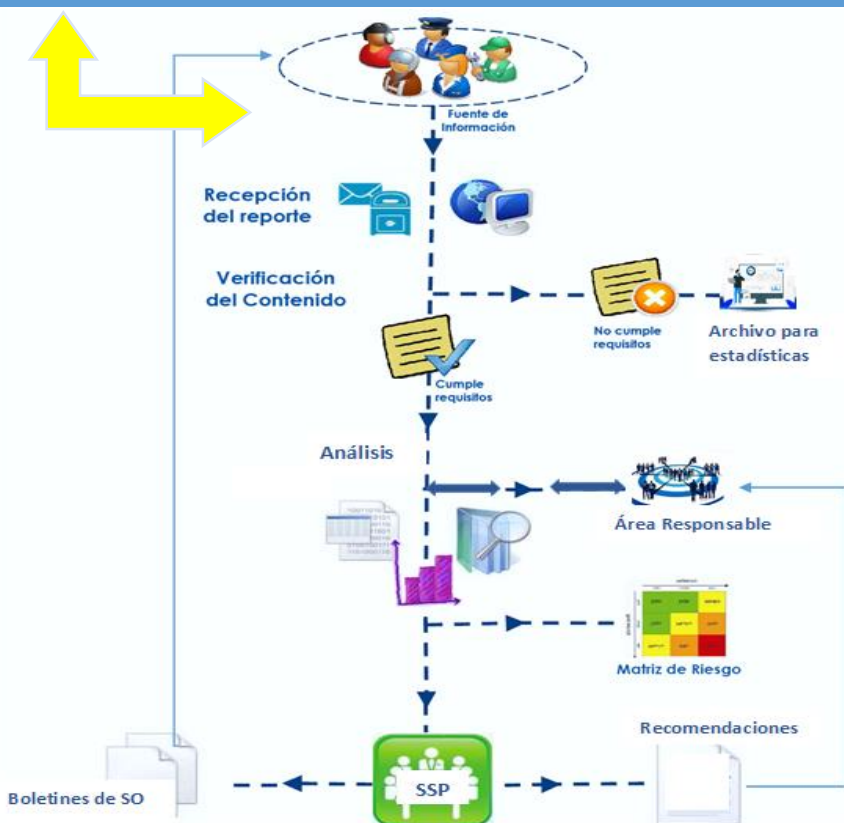 Fuente de
Información
Recepción
del reporte
Verificación
del Contenido
No cumple
requisitos
Archivo para
estadísticas
Cumple
requisitos
Análisis
Área Responsable
Matriz de Riesgo
Recomendaciones
SSP
Boletines de SO